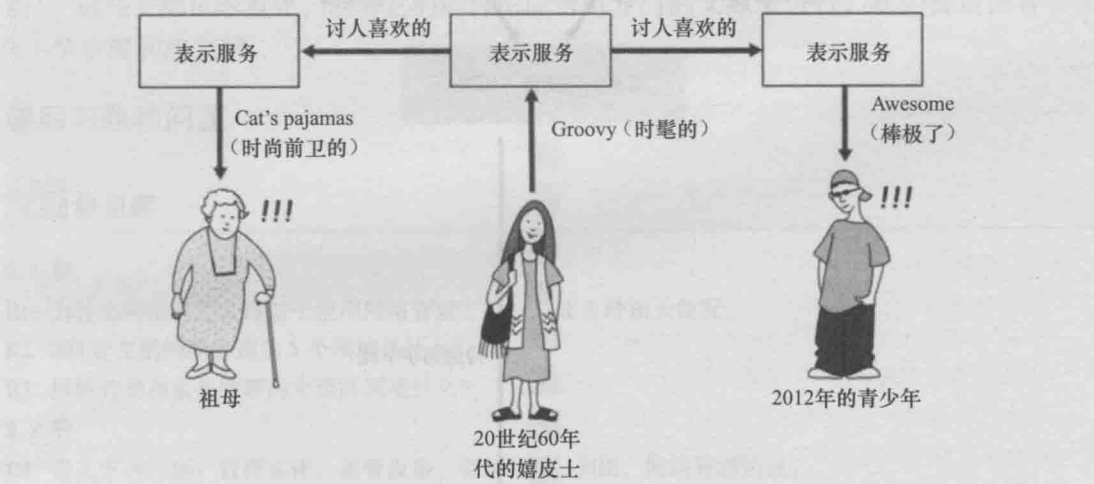 讨人喜欢的
讨人喜欢的
表示服务
表示服务
表示服务
Cat's pajamas
（时尚前卫的）
Groovy（时髦的）
Awesome
（棒极了）
!!!
!!!
祖母
20世纪60年
代的嬉皮士
2012年的青少年